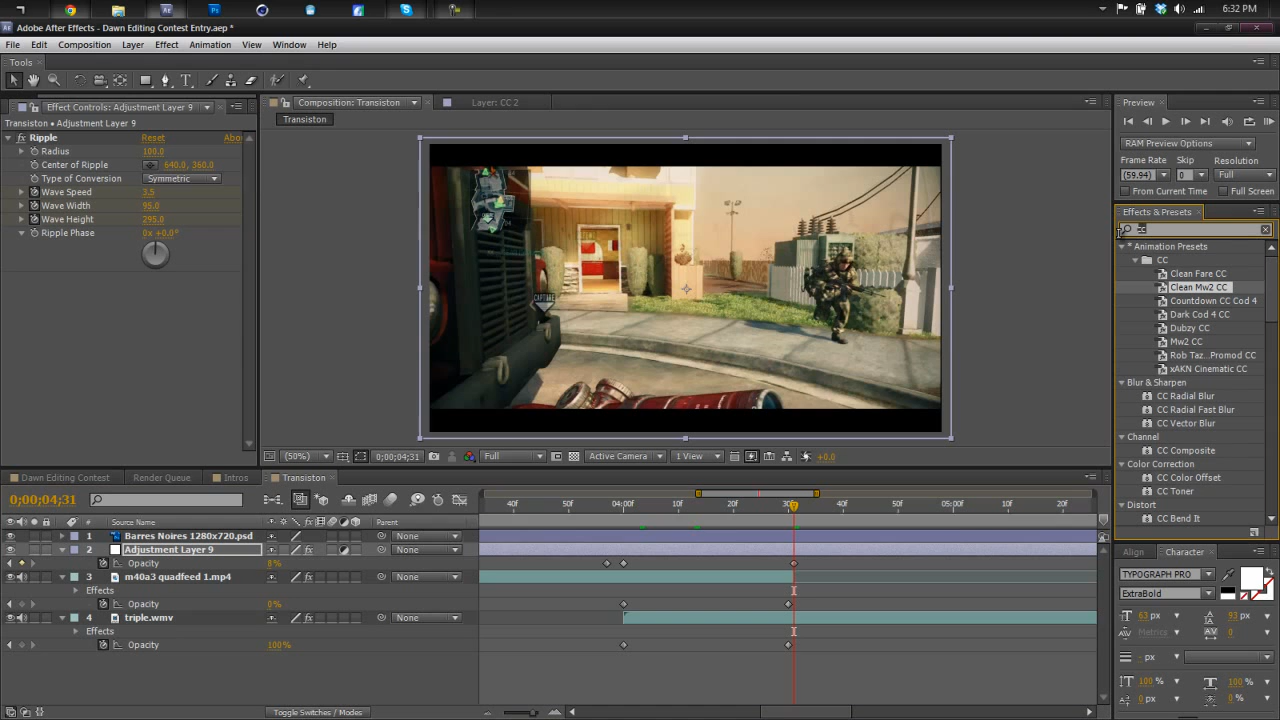 6:32 PM
Adobe After Effects - Dawn Editing Contest Entry.aep *
File Edit Composition Layer Effect Animation View Window Help
Tools
Effect Controls: Adjustment Layer 9
Transiston • Adjustment Layer 9
Ripple Reset Abo
Radius 100.0
Center of Ripple 640.0, 360.0
Type of Conversion Symmetric
Wave Speed 3.5
Wave Width 95.0
Wave Height 295.0
Ripple Phase 0x +0.0°
Composition: Transiston
Layer: CC 2
Transiston
CAPTURE
(50%) 0;00;04;31 Full Active Camera 1 View +0.0
Preview
RAM Preview Options
Frame Rate Skip Resolution
(59.94) 0 Full
From Current Time Full Screen
Effects & Presets
cc
* Animation Presets
CC
Clean Fare CC
Clean Mw2 CC
Countdown CC Cod 4
Dark Cod 4 CC
Dubzy CC
Mw2 CC
Rob Taz...Promod CC
xAKN Cinematic CC
Blur & Sharpen
CC Radial Blur
CC Radial Fast Blur
CC Vector Blur
Channel
CC Composite
Color Correction
CC Color Offset
CC Toner
Distort
CC Bend It
Align Character
TYPOGRAPH PRO
ExtraBold
63 px 93 px
Metrics 0
- px
100 % 100 %
0 px 0 %
Dawn Editing Contest Render Queue Intros Transiston
0;00;04;31
40f 50f 04:00f 10f 20f 30f 40f 50f 05:00f 10f 20f
# Source Name Parent
1 Barres Noires 1280x720.psd None
2 Adjustment Layer 9 None
Opacity 8%
3 m40a3 quadfeed 1.mp4 None
Effects
Opacity 0%
4 triple.wmv None
Effects
Opacity 100%
Toggle Switches / Modes